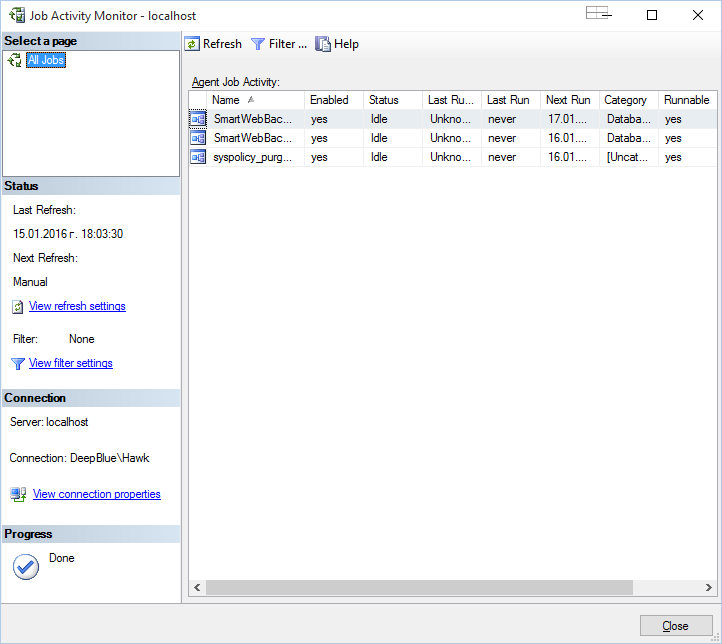 Job Activity Monitor - localhost
Select a page
All Jobs
Refresh Filter ... Help
Agent Job Activity:
Name Enabled Status Last Ru... Last Run Next Run Category Runnable
SmartWebBac... yes Idle Unkno... never 17.01.... Databa... yes
SmartWebBac... yes Idle Unkno... never 16.01.... Databa... yes
syspolicy_purg... yes Idle Unkno... never 16.01.... [Uncat... yes
Status
Last Refresh:
15.01.2016 г. 18:03:30
Next Refresh:
Manual
View refresh settings
Filter: None
View filter settings
Connection
Server: localhost
Connection: DeepBlue\Hawk
View connection properties
Progress
Done
Close